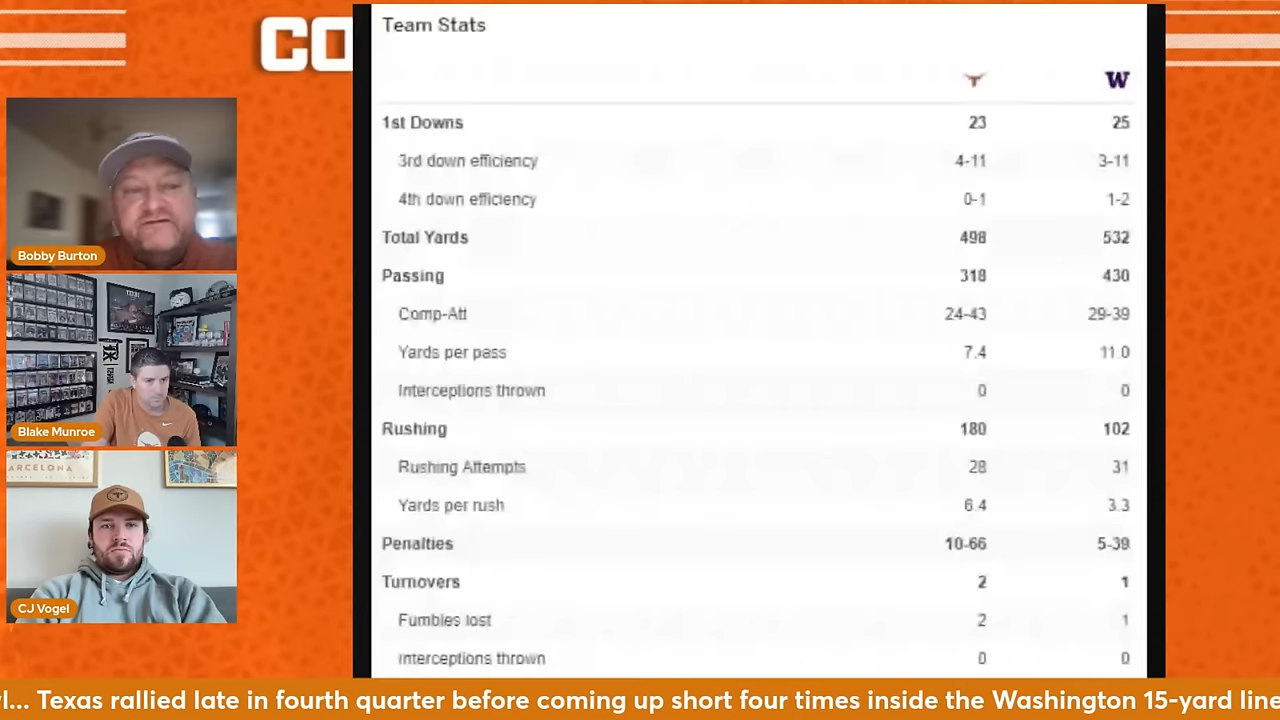 CO
Team Stats
W
1st Downs 23 25
3rd down efficiency 4-11 3-11
4th down efficiency 0-1 1-2
Total Yards 498 532
Passing 318 430
Comp-Att 24-43 29-39
Yards per pass 7.4 11.0
Interceptions thrown 0 0
Rushing 180 102
Rushing Attempts 28 31
Yards per rush 6.4 3.3
Penalties 10-66 5-39
Turnovers 2 1
Fumbles lost 2 1
Interceptions thrown 0 0
Bobby Burton
Blake Munroe
ARCELONA
CJ Vogel
l... Texas rallied late in fourth quarter before coming up short four times inside the Washington 15-yard line